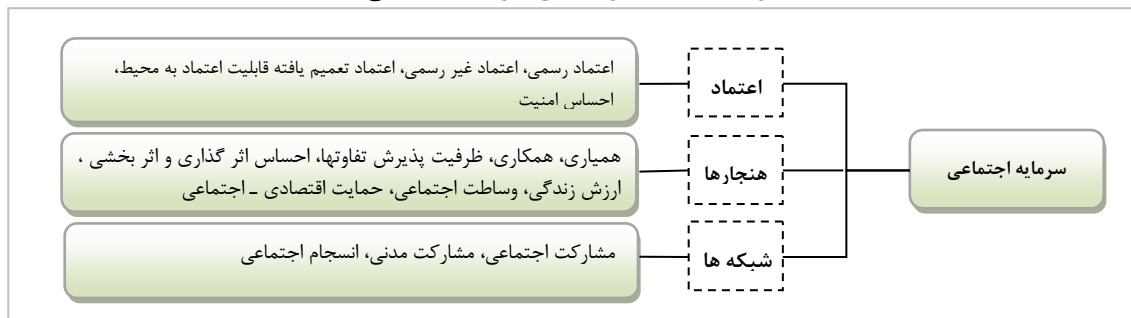 سرمایه اجتماعی
اعتماد
اعتماد رسمی، اعتماد غیر رسمی، اعتماد تعمیم یافته قابلیت اعتماد به محیط،
احساس امنیت
هنجارها
همیاری، همکاری، ظرفیت پذیرش تفاوتها، احساس اثر گذاری و اثر بخشی ،
ارزش زندگی، وساطت اجتماعی، حمایت اقتصادی ـ اجتماعی
شبکه ها
مشارکت اجتماعی، مشارکت مدنی، انسجام اجتماعی